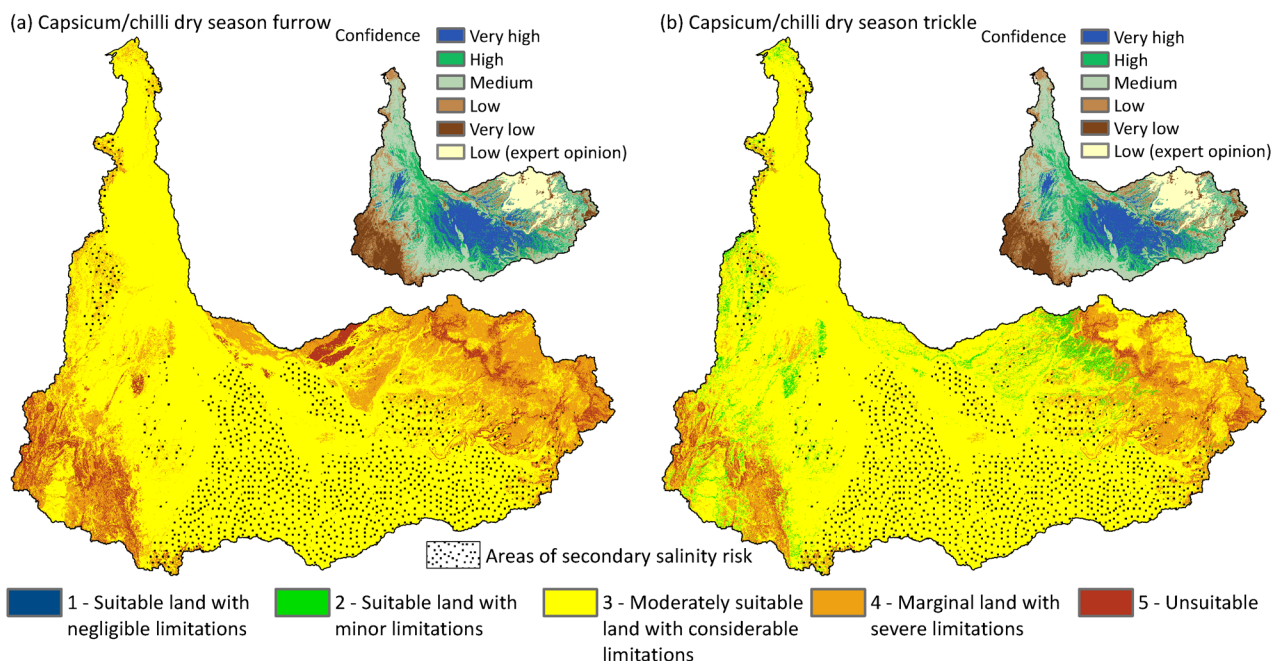 (a) Capsicum/chilli dry season furrow
Confidence
Very high
High
Medium
Low
Very low
Low (expert opinion)
(b) Capsicum/chilli dry season trickle
Confidence
Very high
High
Medium
Low
Very low
Low (expert opinion)
Areas of secondary salinity risk
1 - Suitable land with
negligible limitations
2 - Suitable land with
minor limitations
3 - Moderately suitable
land with considerable
limitations
4 - Marginal land with
severe limitations
5 - Unsuitable